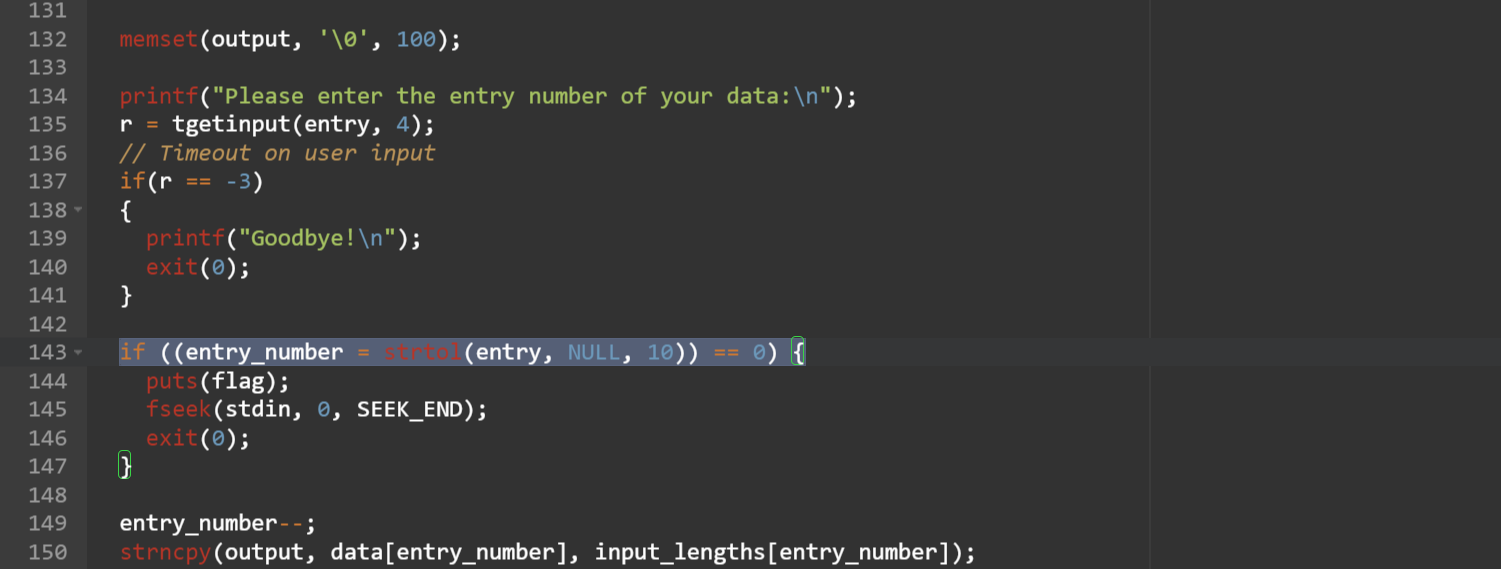 131
132 memset(output, '\0', 100);
133
134 printf("Please enter the entry number of your data:\n");
135 r = tgetinput(entry, 4);
136 // Timeout on user input
137 if(r == -3)
138 {
139 printf("Goodbye!\n");
140 exit(0);
141 }
142
143 if ((entry_number = strtol(entry, NULL, 10)) == 0) {
144 puts(flag);
145 fseek(stdin, 0, SEEK_END);
146 exit(0);
147 }
148
149 entry_number--;
150 strncpy(output, data[entry_number], input_lengths[entry_number]);